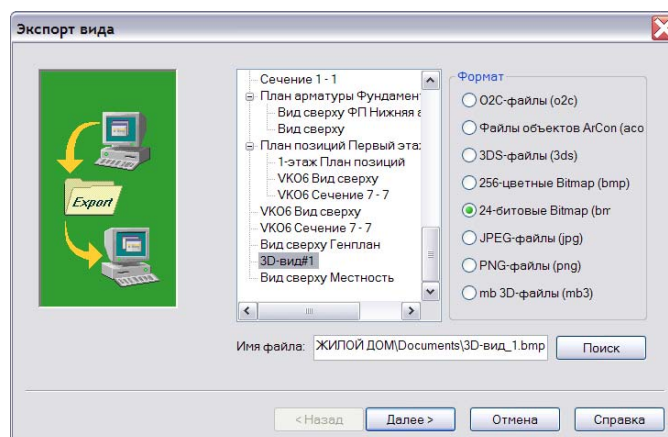 Экспорт вида
Export
Сечение 1 - 1
План арматуры Фундамен
Вид сверху ФП Нижняя а
Вид сверху
План позиций Первый эта
1-этаж План позиций
VK06 Вид сверху
VK06 Сечение 7 - 7
VK06 Вид сверху
VK06 Сечение 7 - 7
Вид сверху Генплан
3D-вид#1
Вид сверху Местность
Формат
O2C-файлы (o2c)
Файлы объектов ArCon (aco
3DS-файлы (3ds)
256-цветные Bitmap (bmp)
24-битовые Bitmap (bm
JPEG-файлы (jpg)
PNG-файлы (png)
mb 3D-файлы (mb3)
Имя файла: ЖИЛОЙ ДОМ\Documents\3D-вид_1.bmp Поиск
< Назад Далее > Отмена Справка